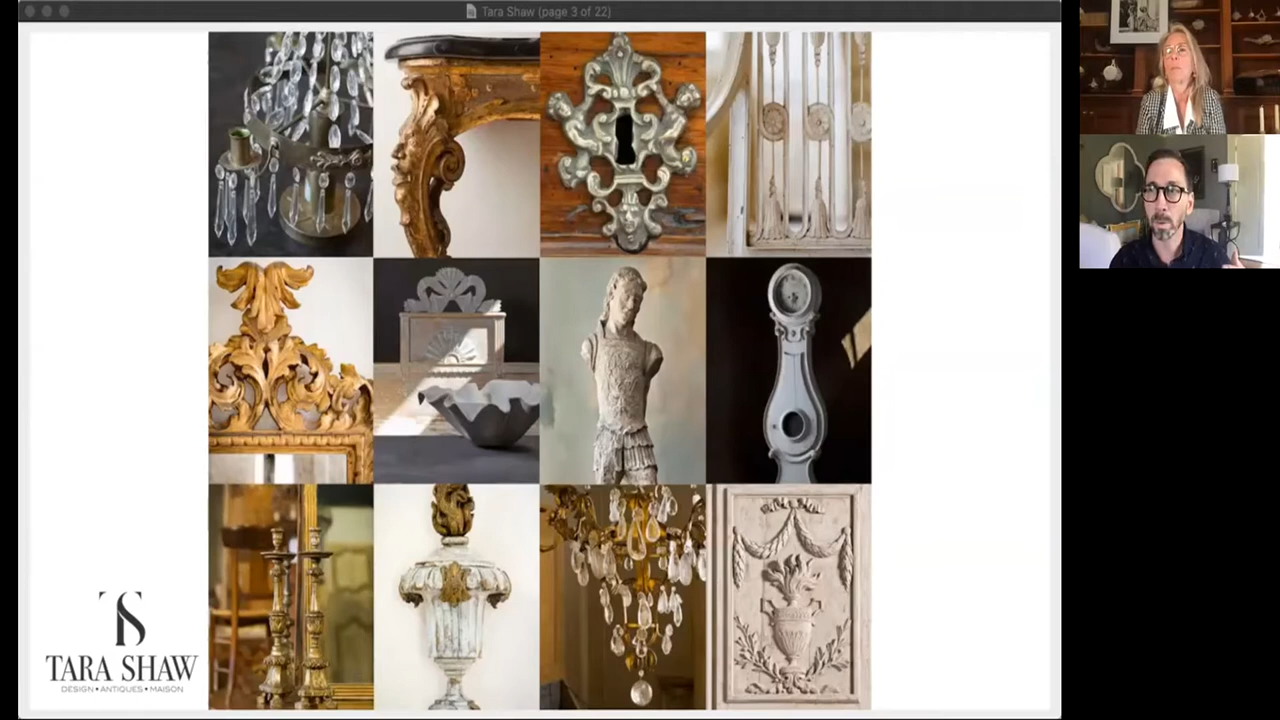 Tara Shaw (page 3 of 22)
TS
TARA SHAW
DESIGN • ANTIQUES • MAISON